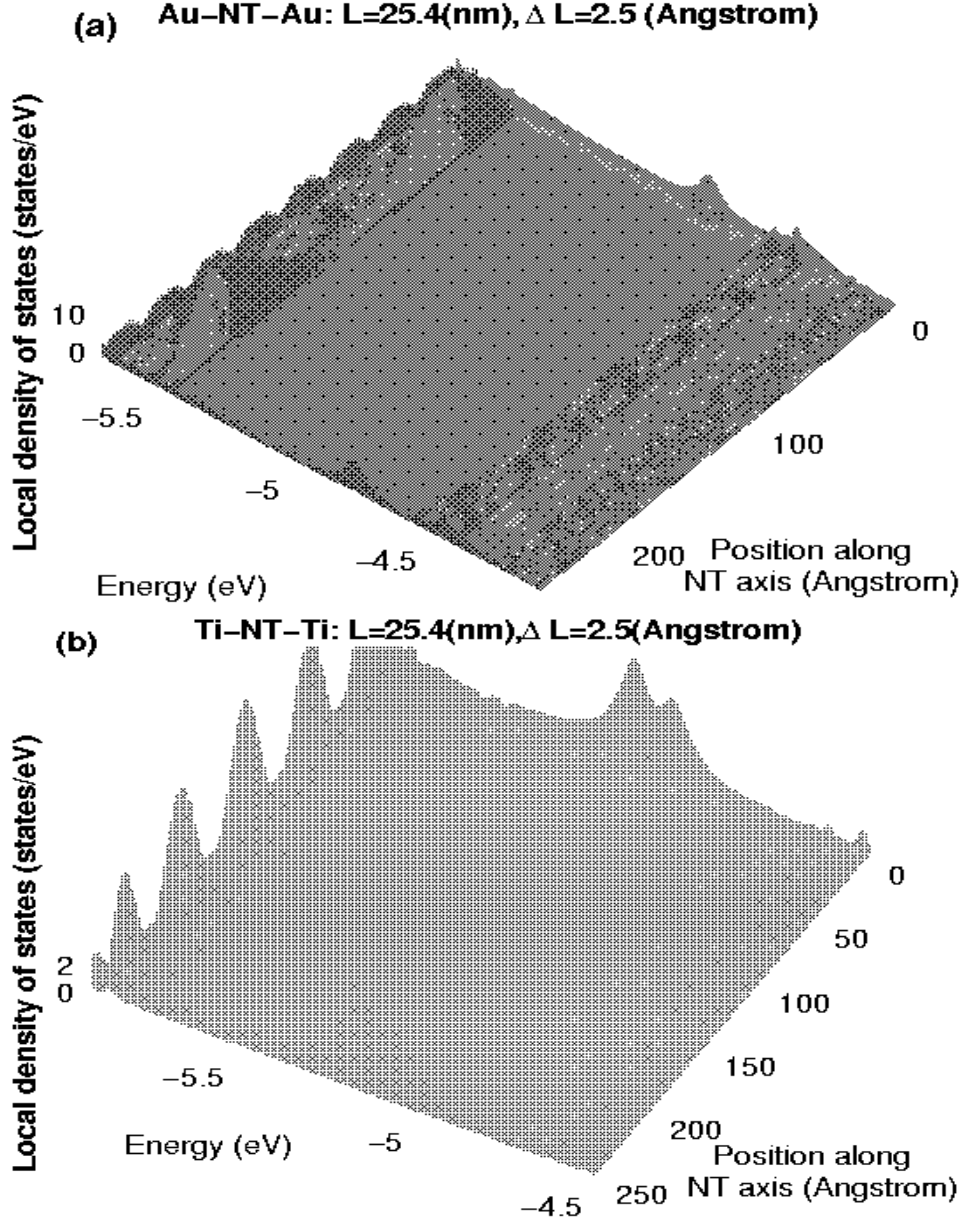 (a) Au−NT−Au: L=25.4(nm), Δ L=2.5 (Angstrom)
Local density of states (states/eV)
10
0
−5.5
−5
−4.5
Energy (eV)
0
100
200
Position along
NT axis (Angstrom)
(b) Ti−NT−Ti: L=25.4(nm),Δ L=2.5(Angstrom)
Local density of states (states/eV)
2
0
−5.5
−5
−4.5
Energy (eV)
0
50
100
150
200
250
Position along
NT axis (Angstrom)